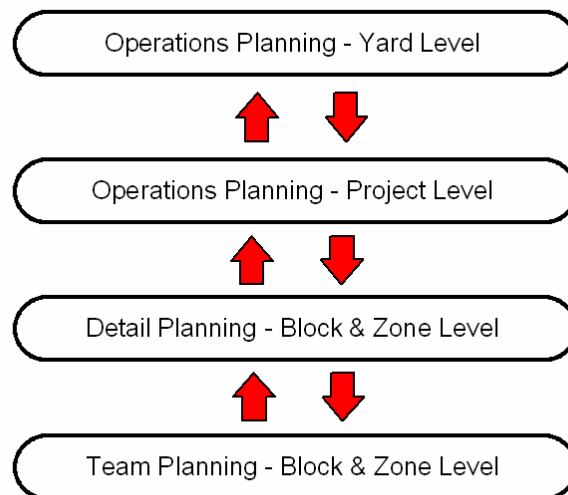 Operations Planning - Yard Level
Operations Planning - Project Level
Detail Planning - Block & Zone Level
Team Planning - Block & Zone Level